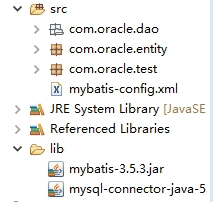 src
com.oracle.dao
com.oracle.entity
com.oracle.test
mybatis-config.xml
JRE System Library [JavaSE
Referenced Libraries
lib
mybatis-3.5.3.jar
mysql-connector-java-5